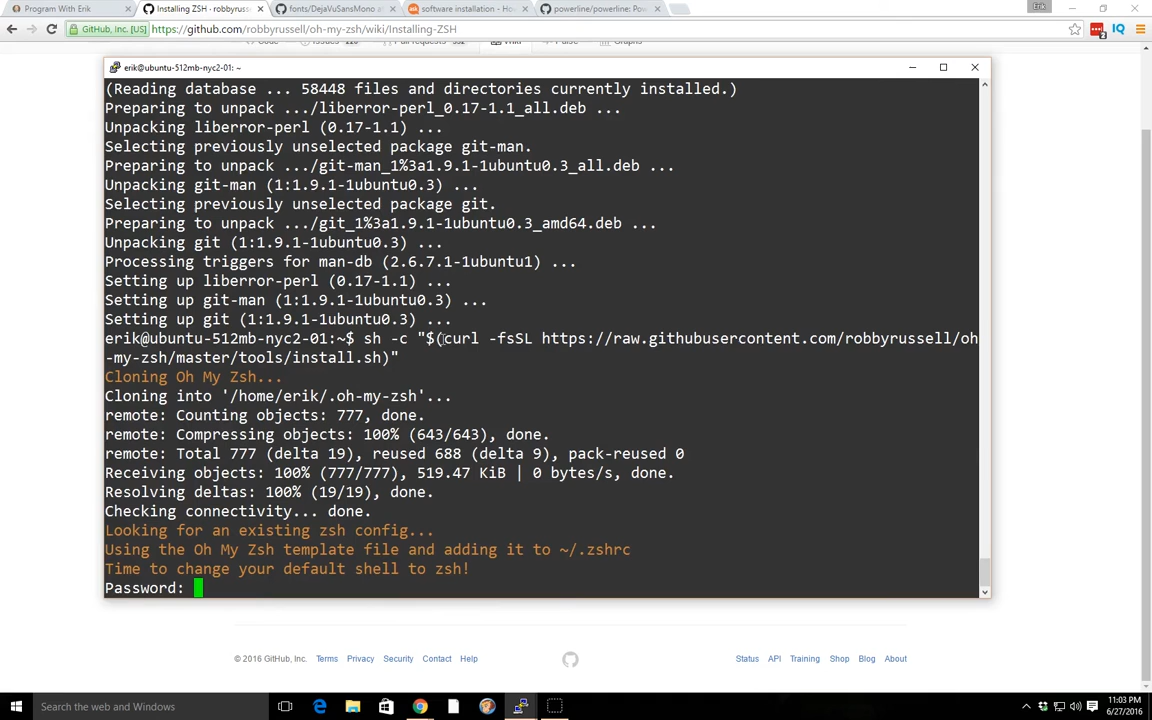 Program With Erik
Installing ZSH · robbyrussell/
fonts/DejaVuSansMono a
software installation - Ho
powerline/powerline: Pow
Erik
GitHub, Inc. [US]
https://github.com/robbyrussell/oh-my-zsh/wiki/Installing-ZSH
erik@ubuntu-512mb-nyc2-01: ~
(Reading database ... 58448 files and directories currently installed.)
Preparing to unpack .../liberror-perl_0.17-1.1_all.deb ...
Unpacking liberror-perl (0.17-1.1) ...
Selecting previously unselected package git-man.
Preparing to unpack .../git-man_1%3a1.9.1-1ubuntu0.3_all.deb ...
Unpacking git-man (1:1.9.1-1ubuntu0.3) ...
Selecting previously unselected package git.
Preparing to unpack .../git_1%3a1.9.1-1ubuntu0.3_amd64.deb ...
Unpacking git (1:1.9.1-1ubuntu0.3) ...
Processing triggers for man-db (2.6.7.1-1ubuntu1) ...
Setting up liberror-perl (0.17-1.1) ...
Setting up git-man (1:1.9.1-1ubuntu0.3) ...
Setting up git (1:1.9.1-1ubuntu0.3) ...
erik@ubuntu-512mb-nyc2-01:~$ sh -c "$(curl -fsSL https://raw.githubusercontent.com/robbyrussell/oh
-my-zsh/master/tools/install.sh)"
Cloning Oh My Zsh...
Cloning into '/home/erik/.oh-my-zsh'...
remote: Counting objects: 777, done.
remote: Compressing objects: 100% (643/643), done.
remote: Total 777 (delta 19), reused 688 (delta 9), pack-reused 0
Receiving objects: 100% (777/777), 519.47 KiB | 0 bytes/s, done.
Resolving deltas: 100% (19/19), done.
Checking connectivity... done.
Looking for an existing zsh config...
Using the Oh My Zsh template file and adding it to ~/.zshrc
Time to change your default shell to zsh!
Password:
© 2016 GitHub, Inc. Terms Privacy Security Contact Help
Status API Training Shop Blog About
Search the web and Windows
11:03 PM
6/27/2016